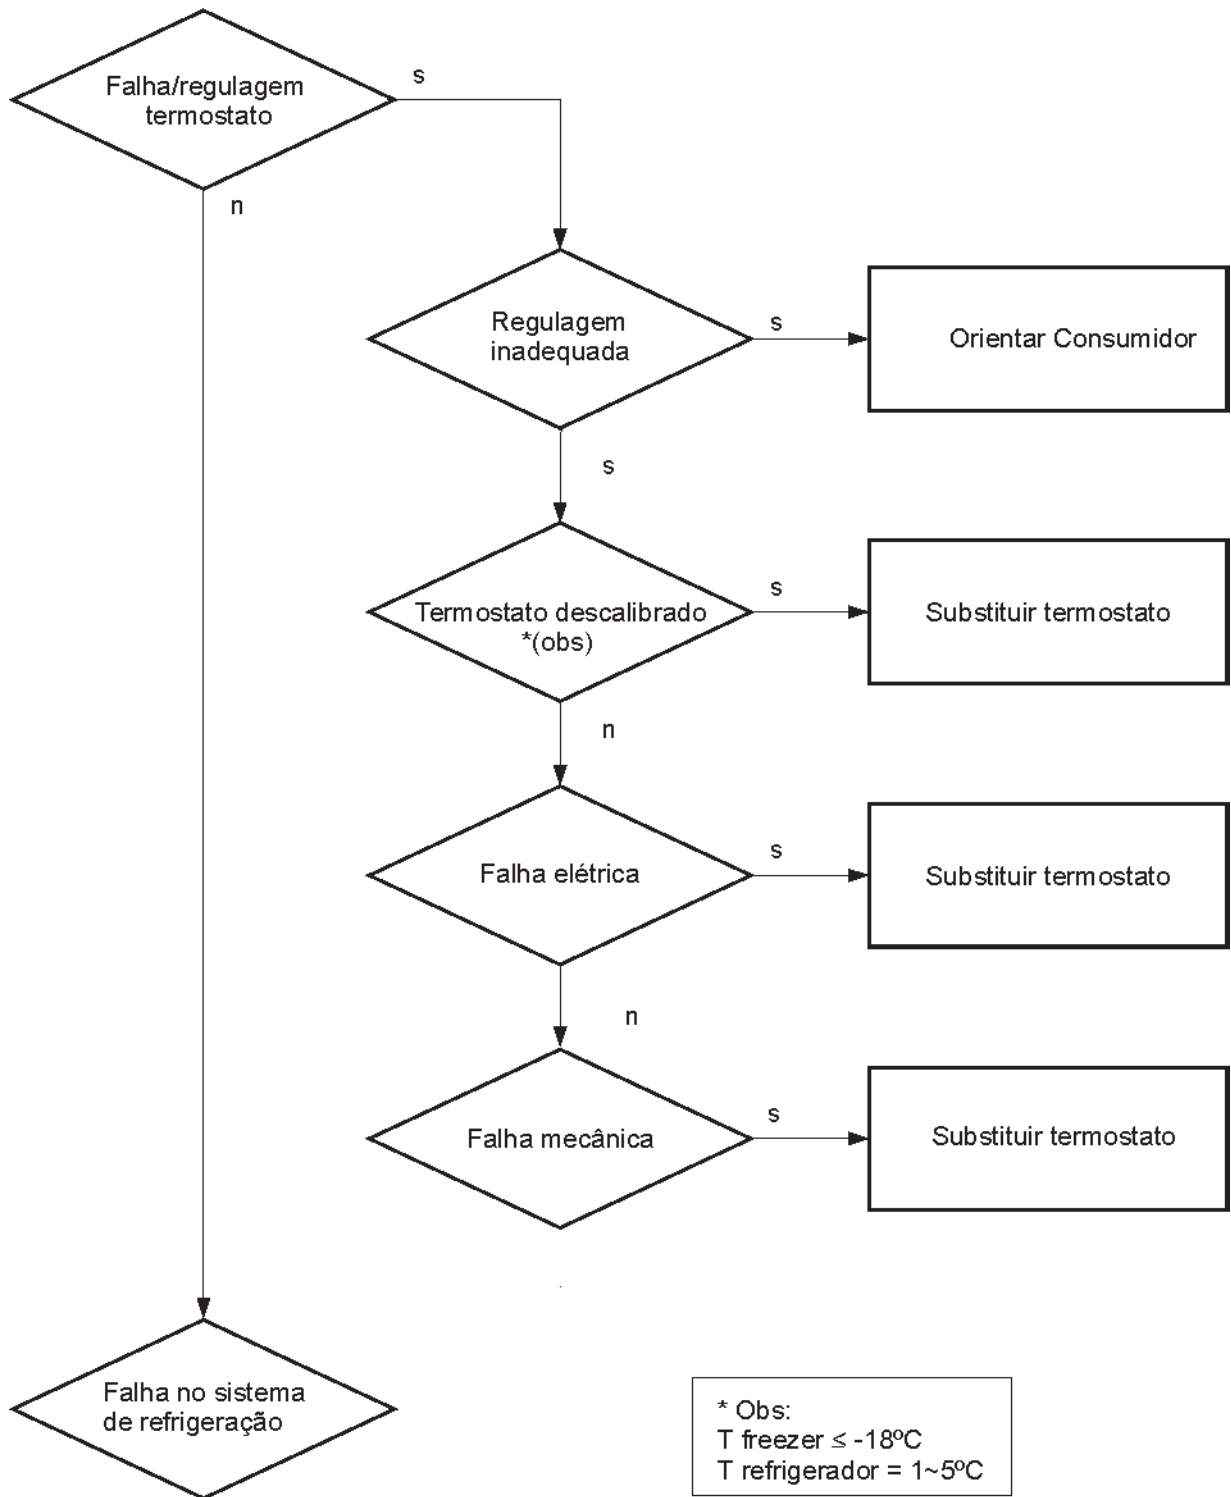 Falha/regulagem
termostato
s
n
Regulagem
inadequada
s
Orientar Consumidor
s
Termostato descalibrado
*(obs)
s
Substituir termostato
n
Falha elétrica
s
Substituir termostato
n
Falha mecânica
s
Substituir termostato
Falha no sistema
de refrigeração
* Obs:
T freezer ≤ -18ºC
T refrigerador = 1~5ºC